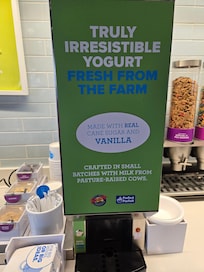 TRULY
IRRESISTIBLE
YOGURT
FRESH FROM
THE FARM
MADE WITH REAL
CANE SUGAR AND
VANILLA
CRAFTED IN SMALL
BATCHES WITH MILK FROM
PASTURE-RAISED COWS.